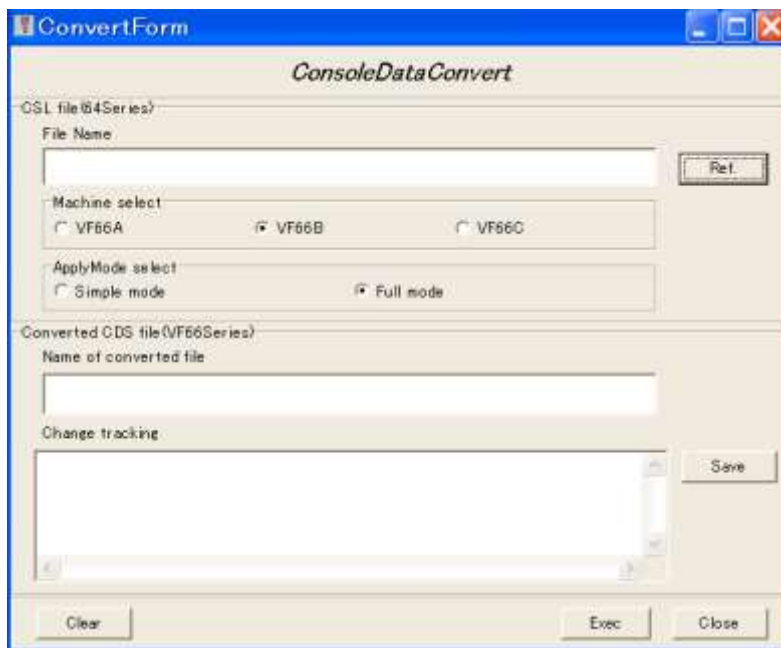 ConvertForm
ConsoleDataConvert
CSL file(64Series)
File Name
Ref.
Machine select
VF66A VF66B VF66C
ApplyMode select
Simple mode Full mode
Converted CDS file(VF66Series)
Name of converted file
Change tracking
Save
Clear Exec Close